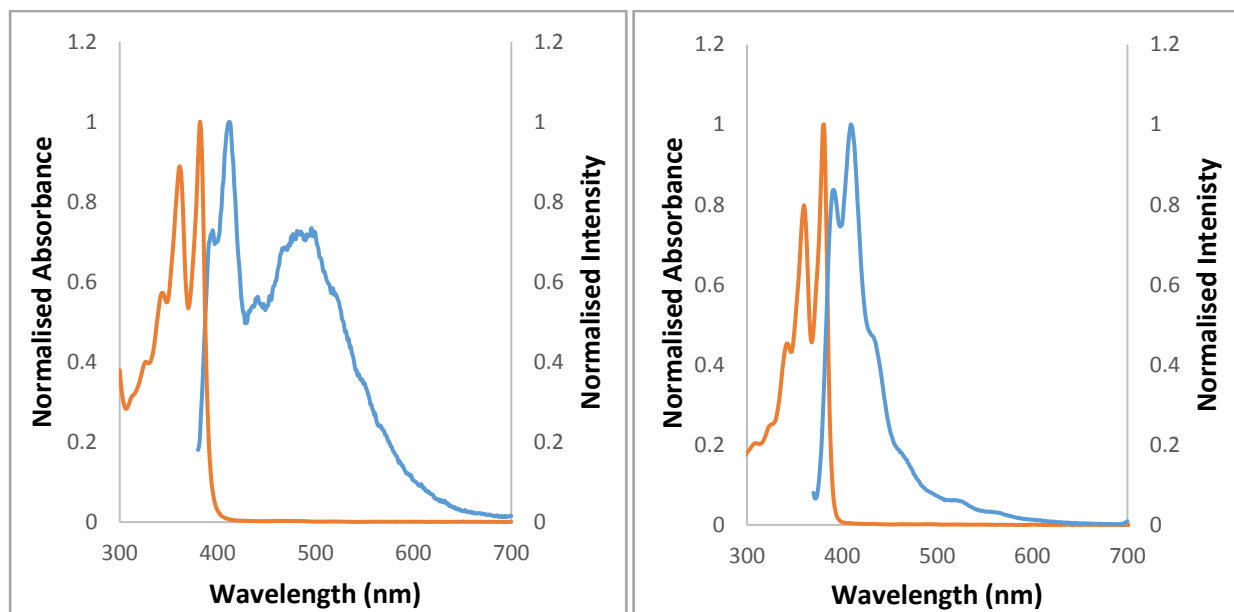 1.2 1.2
1 1
0.8 0.8
0.6 0.6
0.4 0.4
0.2 0.2
0 0
300 400 500 600 700
Normalised Absorbance
Normalised Intensity
Wavelength (nm)
1.2 1.2
1 1
0.8 0.8
0.6 0.6
0.4 0.4
0.2 0.2
0 0
300 400 500 600 700
Normalised Absorbance
Normalised Intenisty
Wavelength (nm)